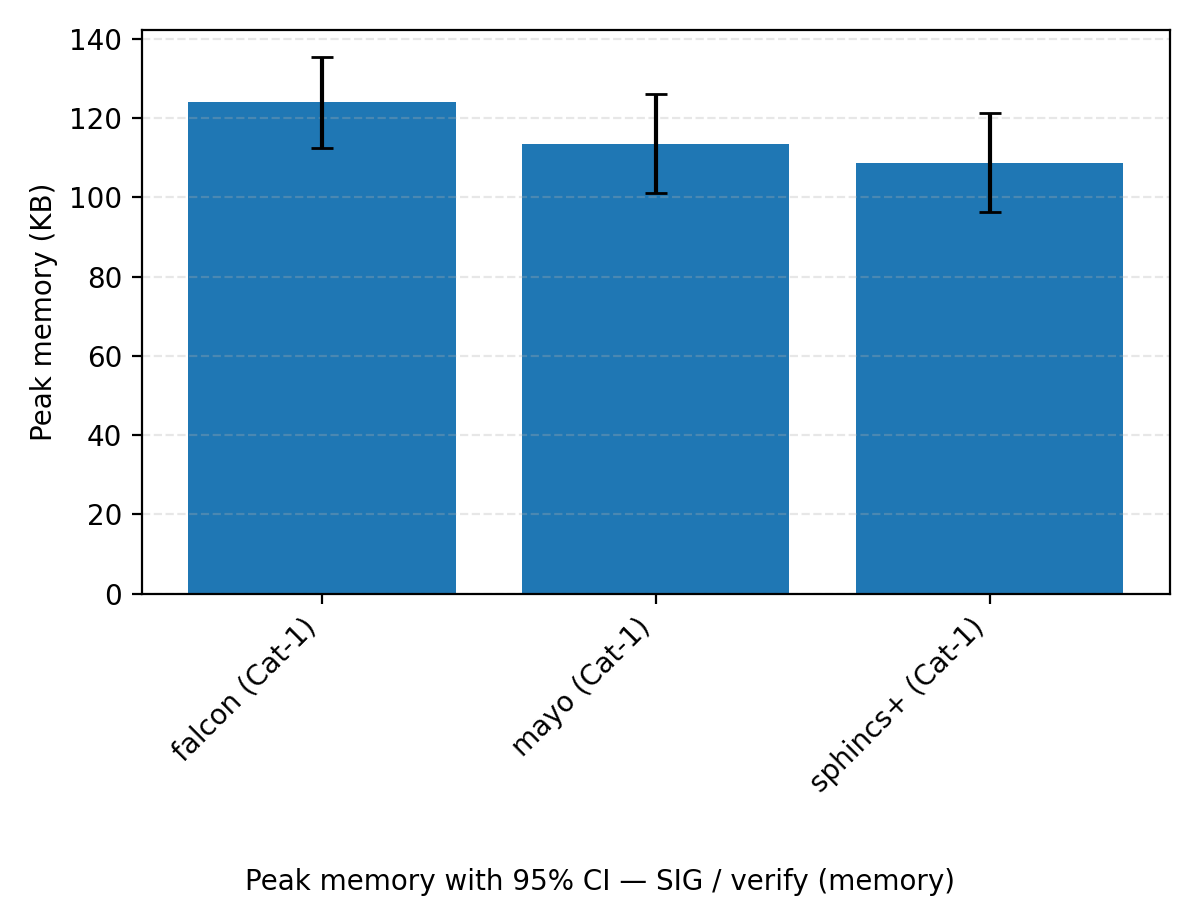 140
120
100
80
60
40
20
0
Peak memory (KB)
falcon (Cat-1)
mayo (Cat-1)
sphincs+ (Cat-1)
Peak memory with 95% CI — SIG / verify (memory)